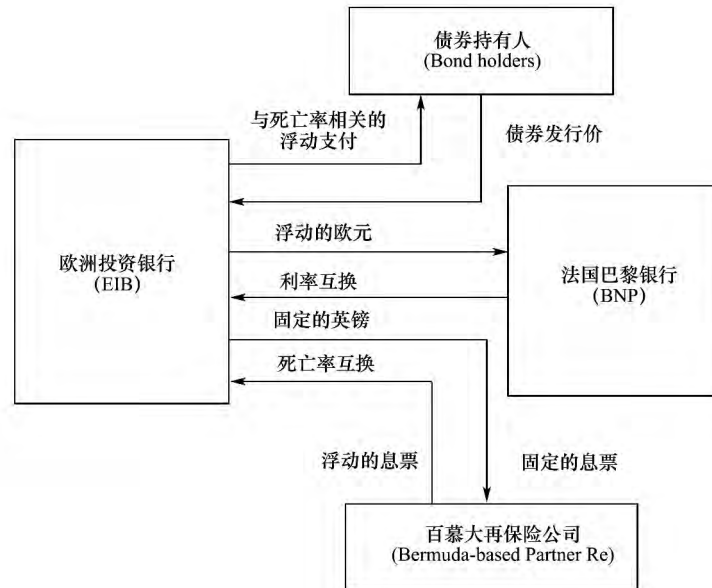 债券持有人
(Bond holders)
与死亡率相关的
浮动支付
债券发行价
浮动的欧元
欧洲投资银行
(EIB)
法国巴黎银行
(BNP)
利率互换
固定的英镑
死亡率互换
浮动的息票
固定的息票
百慕大再保险公司
(Bermuda-based Partner Re)